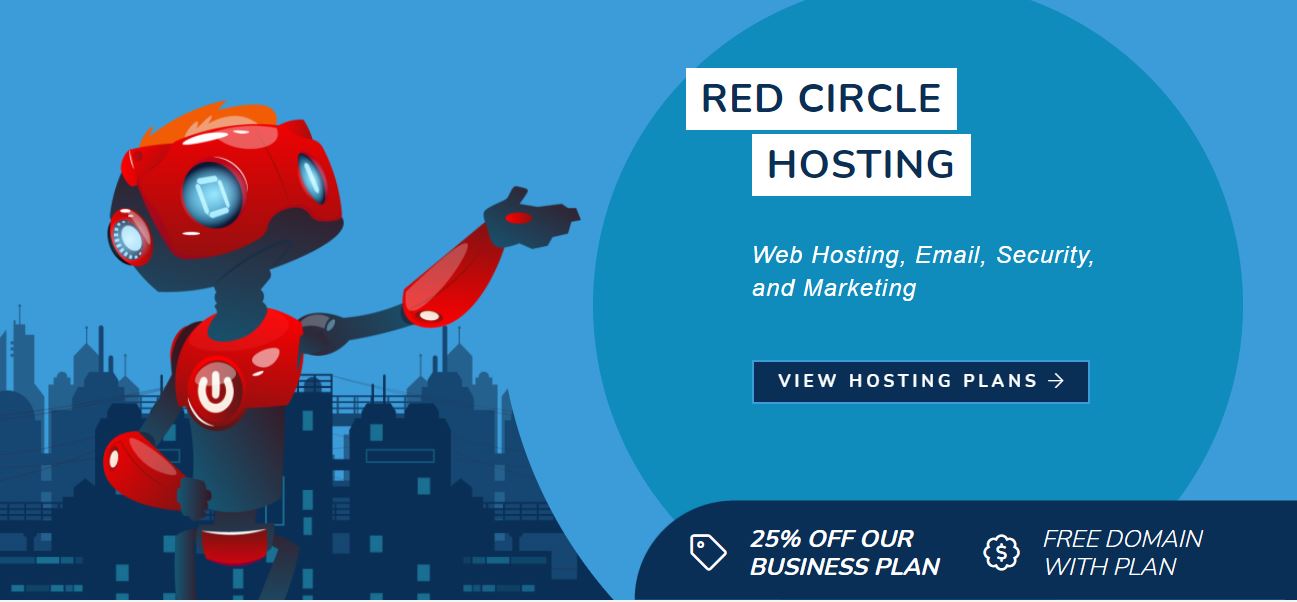 RED CIRCLE
HOSTING
Web Hosting, Email, Security,
and Marketing
VIEW HOSTING PLANS →
25% OFF OUR
BUSINESS PLAN
FREE DOMAIN
WITH PLAN